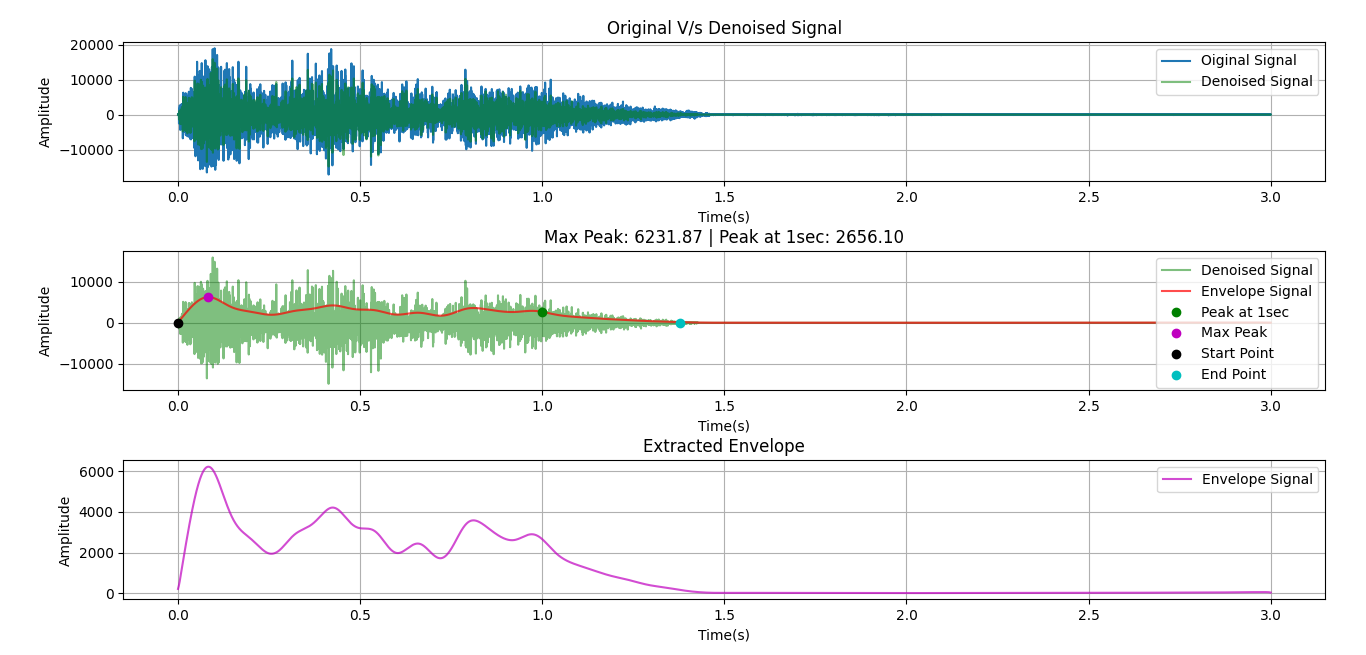 Original V/s Denoised Signal
20000
10000
0
−10000
Amplitude
Oiginal Signal
Denoised Signal
0.0 0.5 1.0 1.5 2.0 2.5 3.0
Time(s)
Max Peak: 6231.87 | Peak at 1sec: 2656.10
10000
0
−10000
Amplitude
Denoised Signal
Envelope Signal
Peak at 1sec
Max Peak
Start Point
End Point
0.0 0.5 1.0 1.5 2.0 2.5 3.0
Time(s)
Extracted Envelope
6000
4000
2000
0
Amplitude
Envelope Signal
0.0 0.5 1.0 1.5 2.0 2.5 3.0
Time(s)